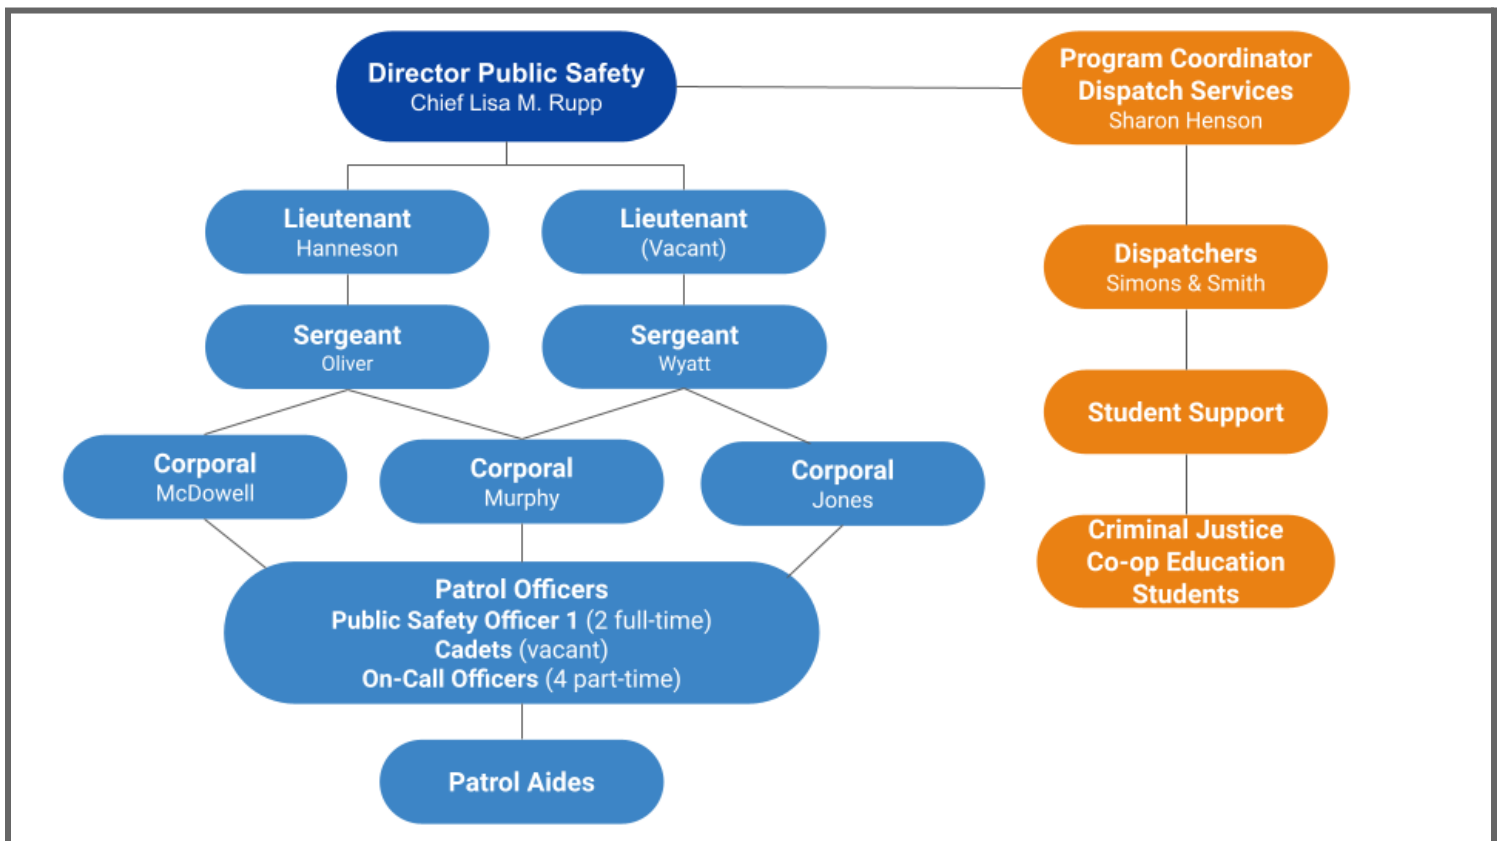 Director Public Safety
Chief Lisa M. Rupp
Program Coordinator
Dispatch Services
Sharon Henson
Lieutenant
Hanneson
Lieutenant
(Vacant)
Dispatchers
Simons & Smith
Sergeant
Oliver
Sergeant
Wyatt
Student Support
Corporal
McDowell
Corporal
Murphy
Corporal
Jones
Criminal Justice
Co-op Education
Students
Patrol Officers
Public Safety Officer 1 (2 full-time)
Cadets (vacant)
On-Call Officers (4 part-time)
Patrol Aides